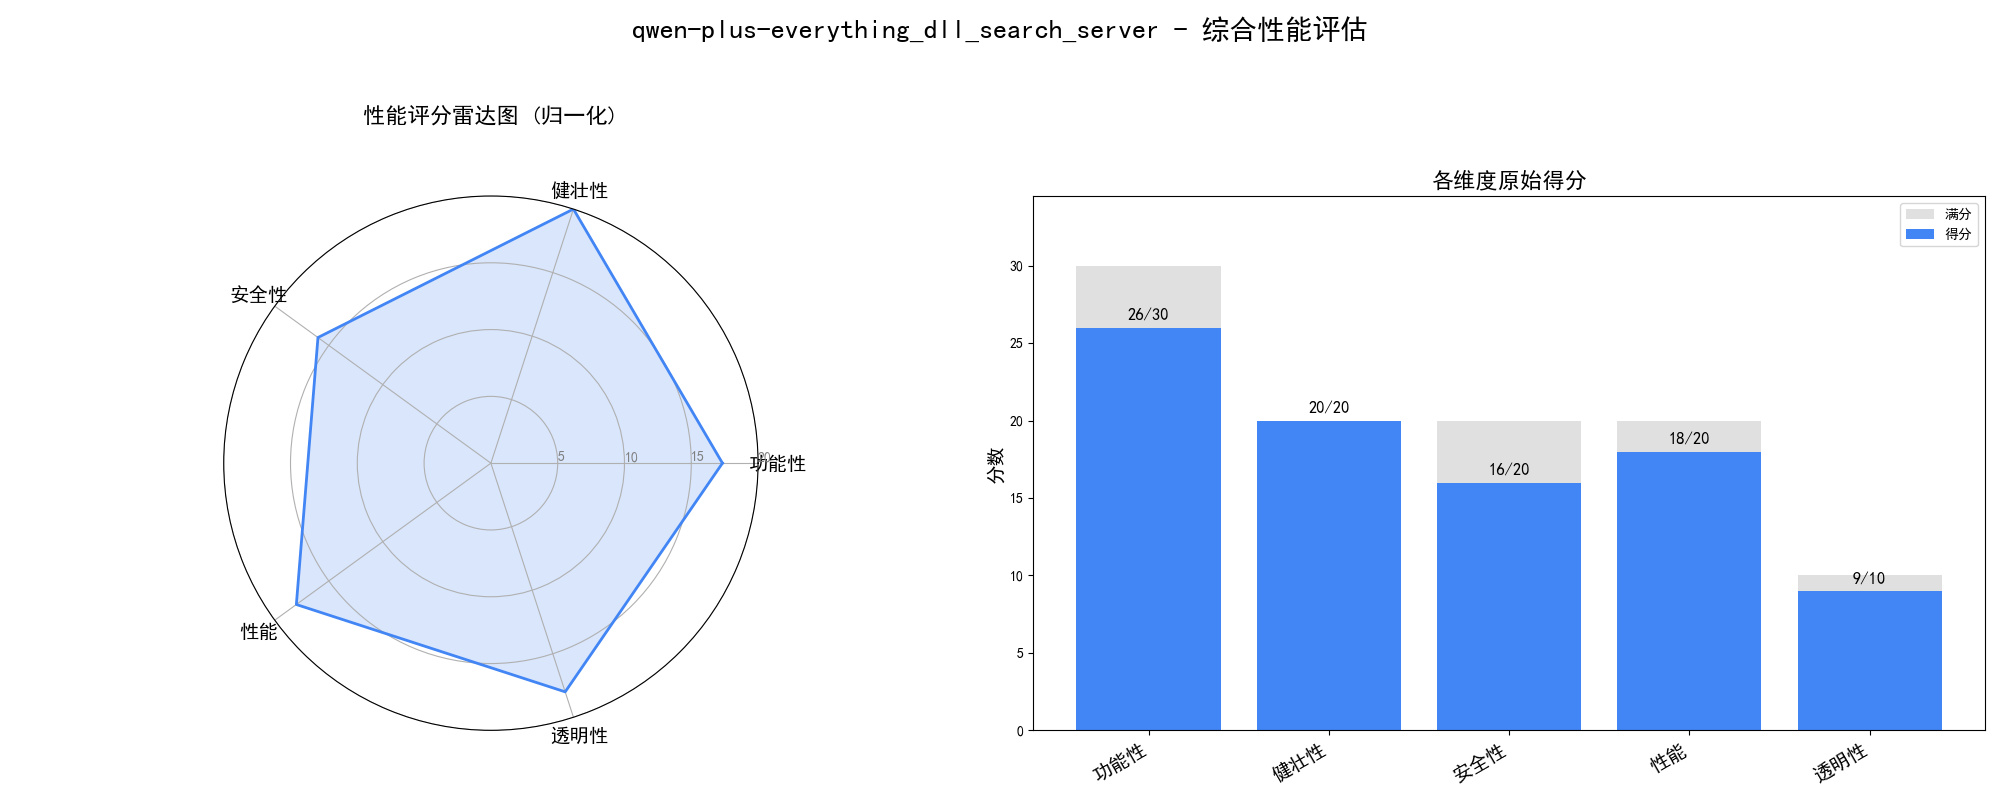 qwen-plus-everything_dll_search_server - 综合性能评估
性能评分雷达图 (归一化)
健壮性
安全性
功能性
5
10
15
20
性能
透明性
各维度原始得分
满分
得分
分数
30
25
20
15
10
5
0
26/30
20/20
16/20
18/20
9/10
功能性
健壮性
安全性
性能
透明性